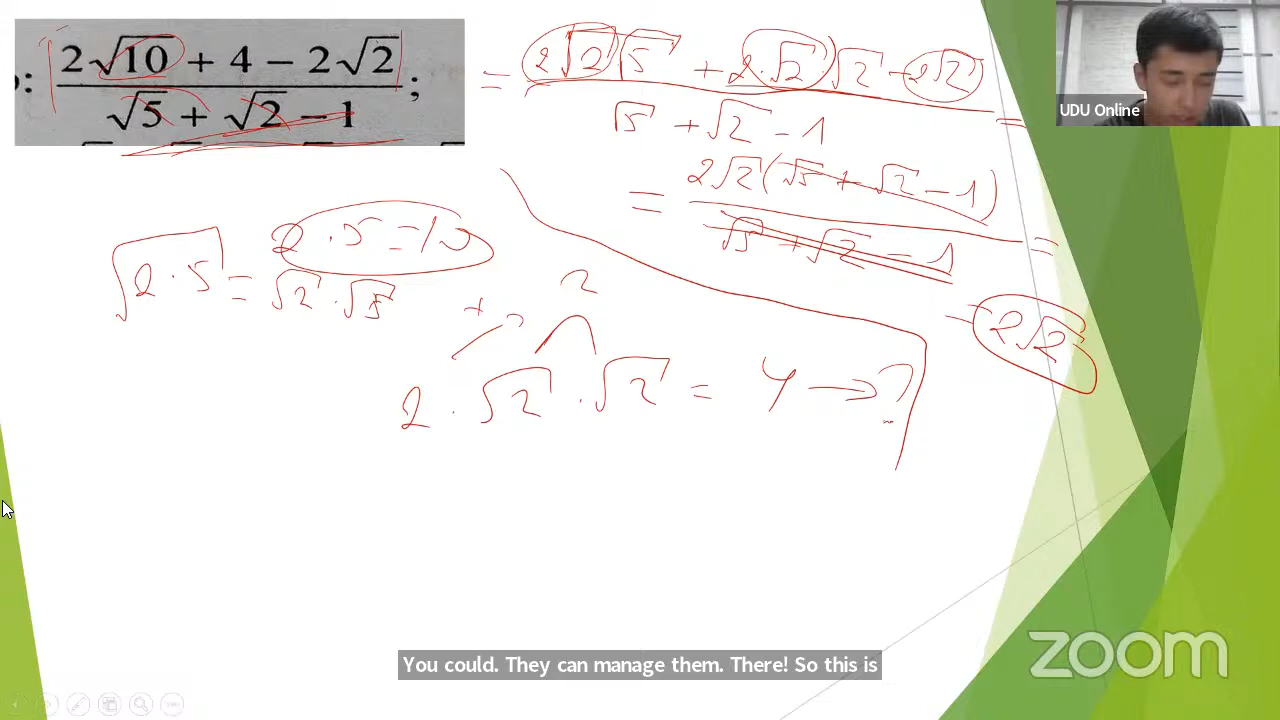 2√10 + 4 − 2√2
√5 + √2 − 1 ;
= 2√2 √5 + 2·√2 √2 − 2√2
√5 + √2 − 1 =
= 2√2(√5 + √2 − 1)
√5 + √2 − 1 =
= 2√2
2 · 5 = 10
√2 · 5 = √2 · √5
+ 2
2 · √2 · √2 = 4 → ?
UDU Online
You could. They can manage them. There! So this is
zoom